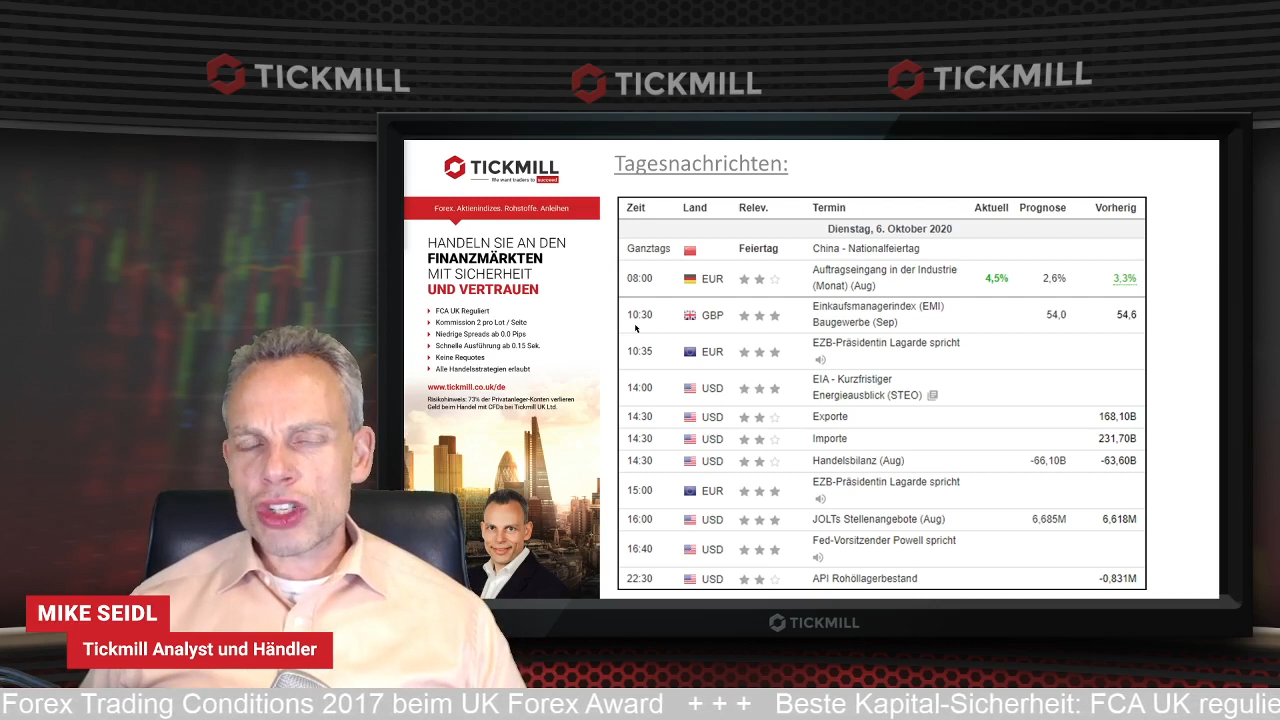 TICKMILL
TICKMILL
TICKMILL
TICKMILL
We want traders to succeed
Forex. Aktienindizes. Rohstoffe. Anleihen
HANDELN SIE AN DEN
FINANZMÄRKTEN
MIT SICHERHEIT
UND VERTRAUEN
FCA UK Reguliert
Kommission 2 pro Lot / Seite
Niedrige Spreads ab 0.0 Pips
Schnelle Ausführung ab 0.15 Sek.
Keine Requotes
Alle Handelsstrategien erlaubt
www.tickmill.co.uk/de
Risikohinweis: 73% der Privatanleger-Konten verlieren
Geld beim Handel mit CFDs bei Tickmill UK Ltd.
Tagesnachrichten:
Zeit Land Relev. Termin Aktuell Prognose Vorherig
Dienstag, 6. Oktober 2020
Ganztags Feiertag China - Nationalfeiertag
08:00 EUR Auftragseingang in der Industrie (Monat) (Aug) 4,5% 2,6% 3,3%
10:30 GBP Einkaufsmanagerindex (EMI) Baugewerbe (Sep) 54,0 54,6
10:35 EUR EZB-Präsidentin Lagarde spricht
14:00 USD EIA - Kurzfristiger Energieausblick (STEO)
14:30 USD Exporte 168,10B
14:30 USD Importe 231,70B
14:30 USD Handelsbilanz (Aug) -66,10B -63,60B
15:00 EUR EZB-Präsidentin Lagarde spricht
16:00 USD JOLTs Stellenangebote (Aug) 6,685M 6,618M
16:40 USD Fed-Vorsitzender Powell spricht
22:30 USD API Rohöllagerbestand -0,831M
TICKMILL
MIKE SEIDL
Tickmill Analyst und Händler
Forex Trading Conditions 2017 beim UK Forex Award +++ Beste Kapital-Sicherheit: FCA UK regulie